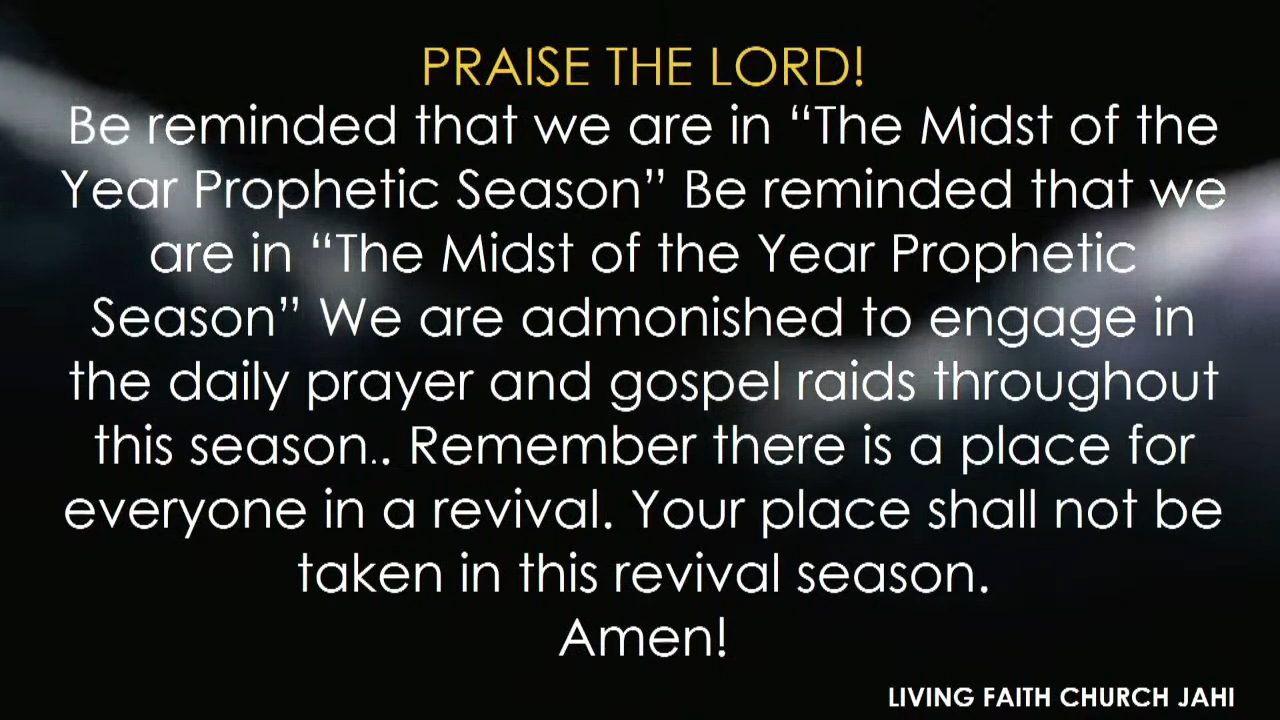 PRAISE THE LORD!
Be reminded that we are in “The Midst of the
Year Prophetic Season” Be reminded that we
are in “The Midst of the Year Prophetic
Season” We are admonished to engage in
the daily prayer and gospel raids throughout
this season.. Remember there is a place for
everyone in a revival. Your place shall not be
taken in this revival season.
Amen!
LIVING FAITH CHURCH JAHI